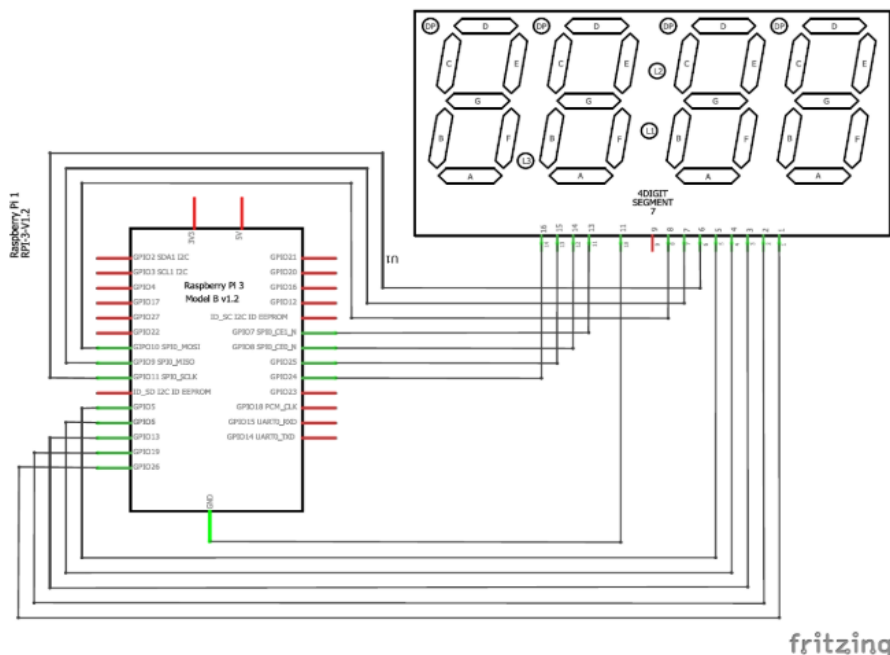 DP D DP D DP D DP D
C E C E C E C E
L2
G G G G
L1
B F B F B F B F
L3
A A A A
4DIGIT
SEGMENT
7
16 15 14 13 11 9 8 7 6 5 4 3 2 1
Raspberry Pi 1
RPI-3-V1.2
U1
3V3 5V
Raspberry Pi 3
Model B v1.2
GPIO2 SDA1 I2C
GPIO3 SCL1 I2C
GPIO4
GPIO17
GPIO27
GPIO22
GIPO10 SPI0_MOSI
GPIO9 SPI0_MISO
GPIO11 SPI0_SCLK
ID_SD I2C ID EEPROM
GPIO5
GPIO6
GPIO13
GPIO19
GPIO26
GPIO21
GPIO20
GPIO16
GPIO12
ID_SC I2C ID EEPROM
GPIO7 SPI0_CE1_N
GPIO8 SPI0_CE0_N
GPIO25
GPIO24
GPIO23
GPIO18 PCM_CLK
GPIO15 UART0_RXD
GPIO14 UART0_TXD
GND
fritzing